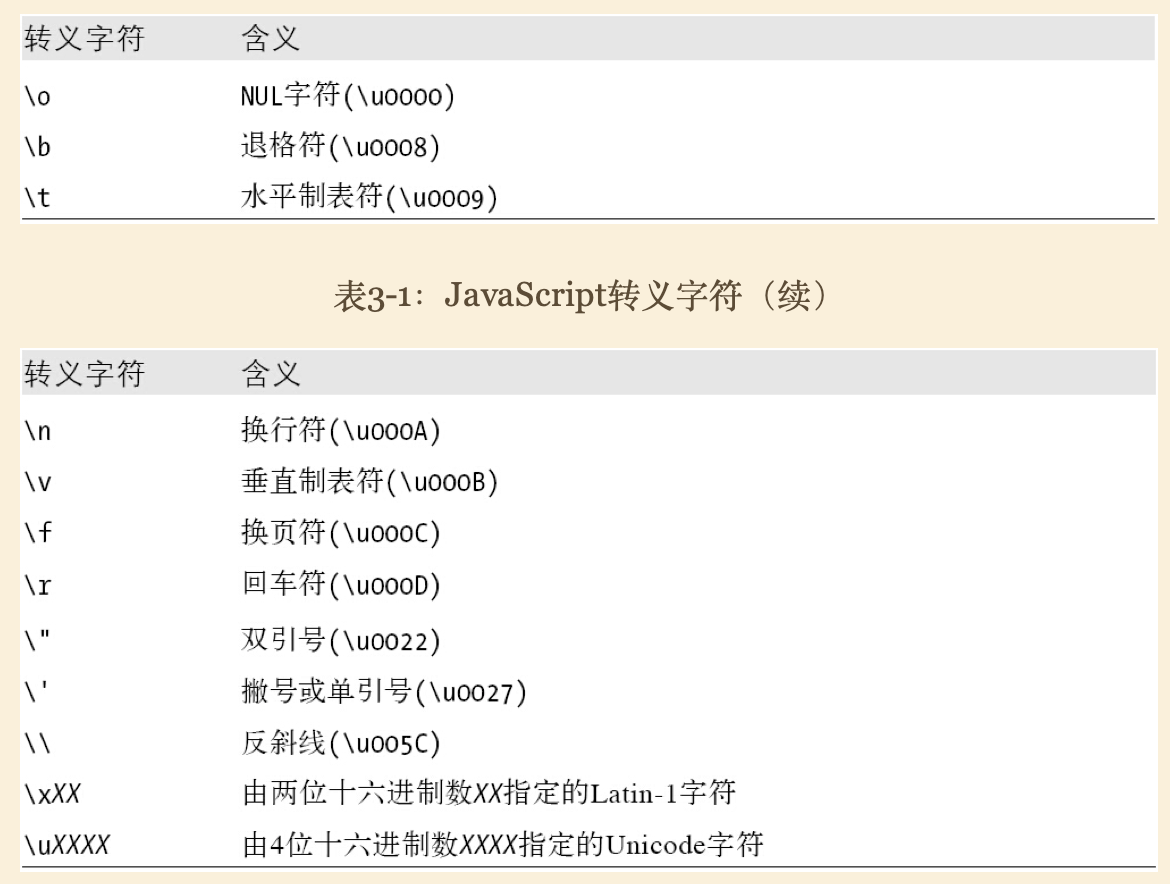 转义字符 含义
\o NUL字符(\u0000)
\b 退格符(\u0008)
\t 水平制表符(\u0009)
表3-1：JavaScript转义字符（续）
转义字符 含义
\n 换行符(\u000A)
\v 垂直制表符(\u000B)
\f 换页符(\u000C)
\r 回车符(\u000D)
\" 双引号(\u0022)
\' 撇号或单引号(\u0027)
\\ 反斜线(\u005C)
\xXX 由两位十六进制数XX指定的Latin-1字符
\uXXXX 由4位十六进制数XXXX指定的Unicode字符